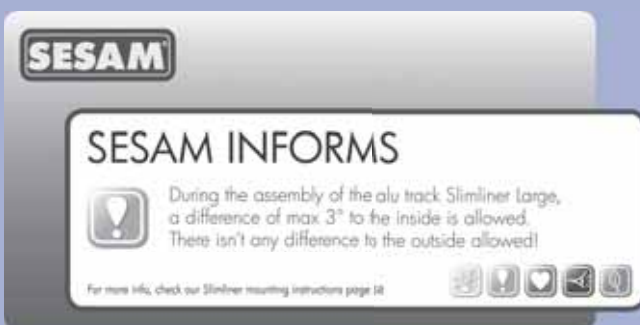 SESAM
SESAM INFORMS
During the assembly of the alu track Slimliner Large,
a difference of max 3° to the inside is allowed.
There isn't any difference to the outside allowed!
For more info, check our Slimliner mounting instructions page